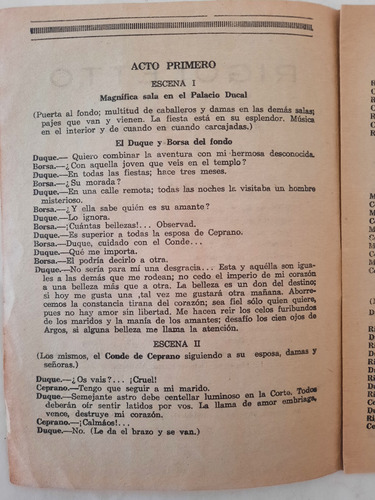 ACTO PRIMERO
ESCENA I
Magnífica sala en el Palacio Ducal
(Puerta al fondo; multitud de caballeros y damas en las demás salas;
pajes que van y vienen. La fiesta está en su esplendor. Música
en el interior y de cuando en cuando carcajadas.)
El Duque y Borsa del fondo
Duque.— Quiero combinar la aventura con mi hermosa desconocida.
Borsa.— ¿Con aquella joven que veis en el templo?
Duque.— En todas las fiestas; hace tres meses.
Borsa.— ¿Su morada?
Duque.— En una calle remota; todas las noches la visitaba un hombre
misterioso.
Borsa.— ¿Y ella sabe quién es su amante?
Duque.— Lo ignora.
Borsa.— ¡Cuántas bellezas!... Observad.
Duque.— Es superior a todas la esposa de Ceprano.
Borsa.— Duque, cuidado con el Conde...
Duque.— Qué me importa.
Borsa.— El podría decirlo a otra.
Duque.— No sería para mí una desgracia... Esta y aquélla son igua-
les a las demás que me rodean; no cedo el imperio de mi corazón
a una belleza más que a otra. La belleza es un don del destino;
si hoy me gusta una, tal vez me gustará otra mañana. Aborre-
cemos la constancia tirana del corazón; sea fiel sólo quien quiere,
pues no hay amor sin libertad. Me hacen reír los celos furibundos
de los maridos y la manía de los amantes; desafío los cien ojos de
Argos, si alguna belleza me llama la atención.
ESCENA II
(Los mismos, el Conde de Ceprano siguiendo a su esposa, damas y
señoras.)
Duque.— ¿Os vais?... ¡Cruel!
Ceprano.— Tengo que seguir a mi marido.
Duque.— Semejante astro debe centellar luminoso en la Corte. Todos
deberán oír sentir latidos por vos. La llama de amor embriaga,
vence, destruye mi corazón.
Ceprano.— ¡Calmáos!...
Duque.— No. (Le da el brazo y se van.)